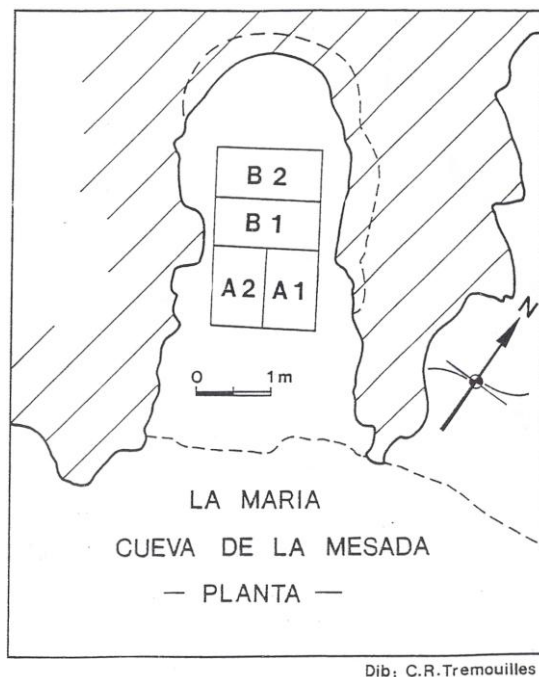 B 2
B 1
A 2 A 1
N
0 1 m
LA MARIA
CUEVA DE LA MESADA
— PLANTA —
Dib: C.R.Tremouilles